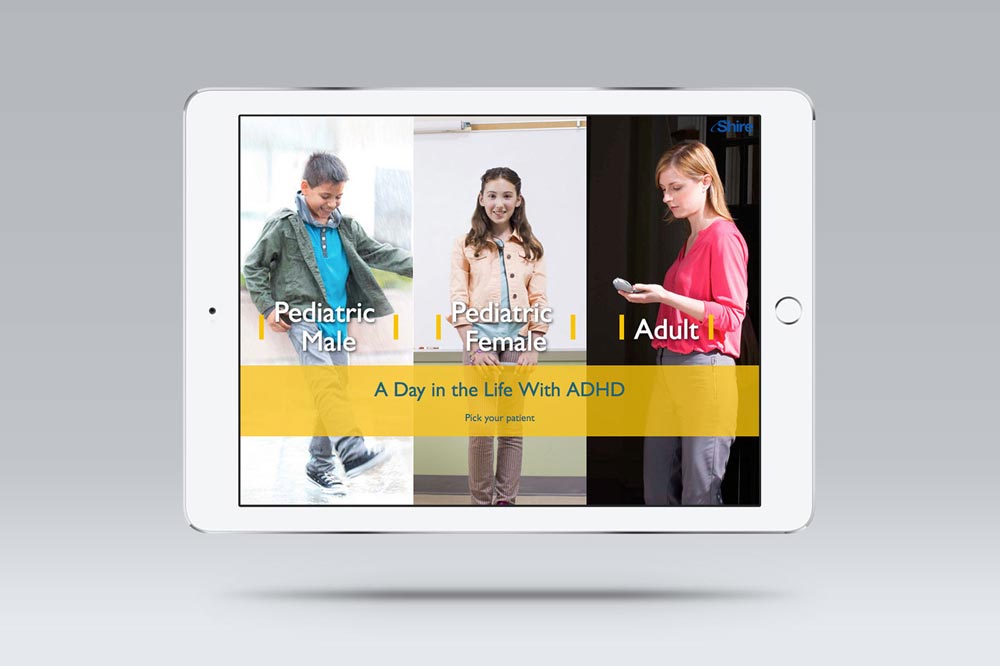 Shire
Pediatric
Male
Pediatric
Female
Adult
A Day in the Life With ADHD
Pick your patient